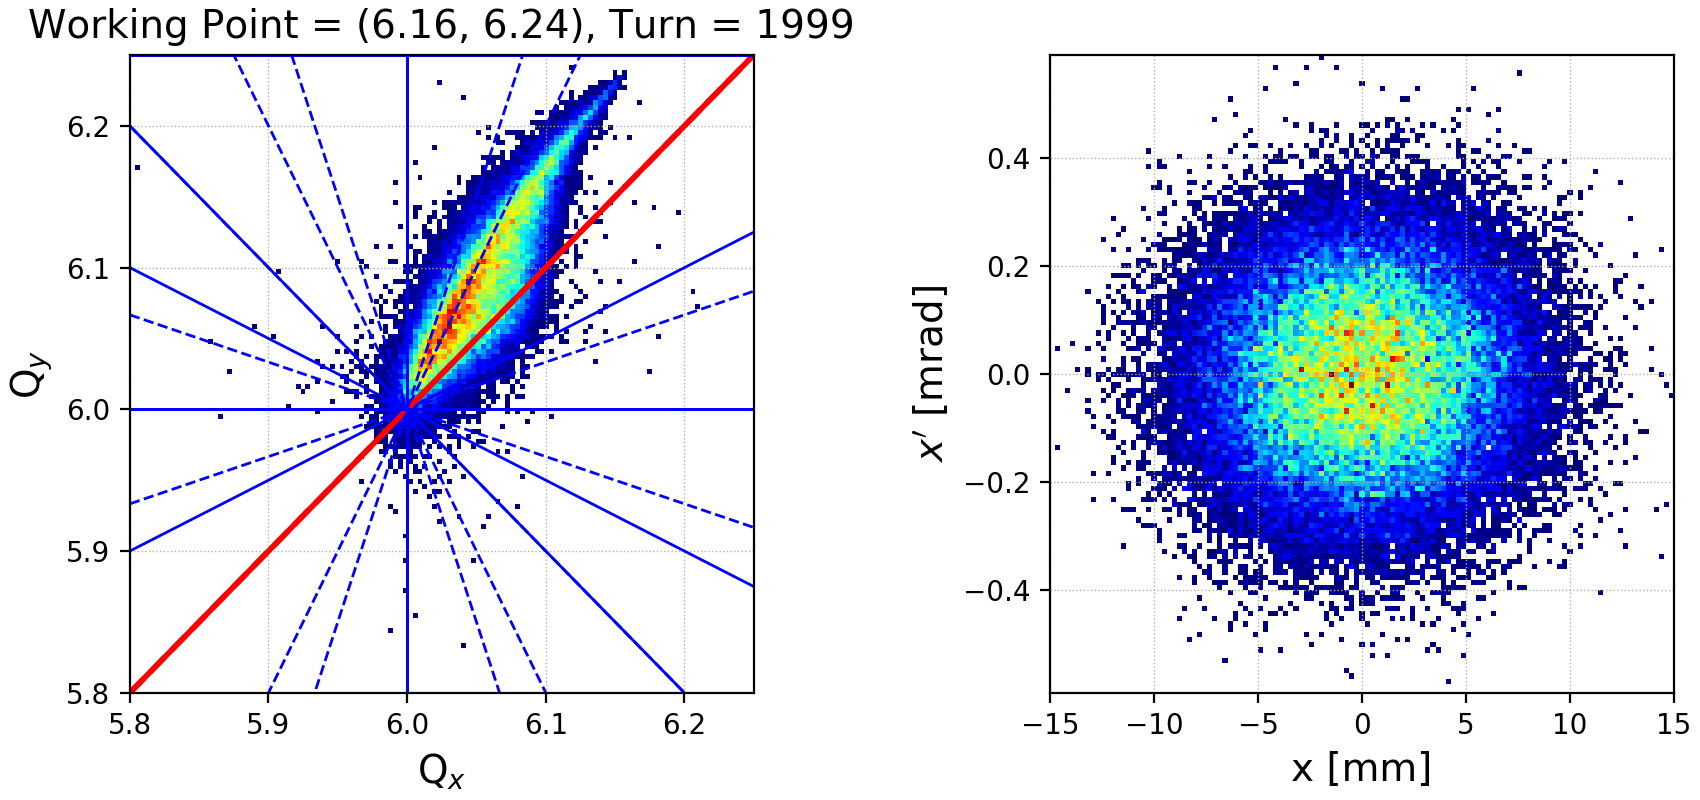 Working Point = (6.16, 6.24), Turn = 1999
6.2
6.1
6.0
5.9
5.8
Q_y
5.8 5.9 6.0 6.1 6.2
Q_x
0.4
0.2
0.0
−0.2
−0.4
x′ [mrad]
−15 −10 −5 0 5 10 15
x [mm]